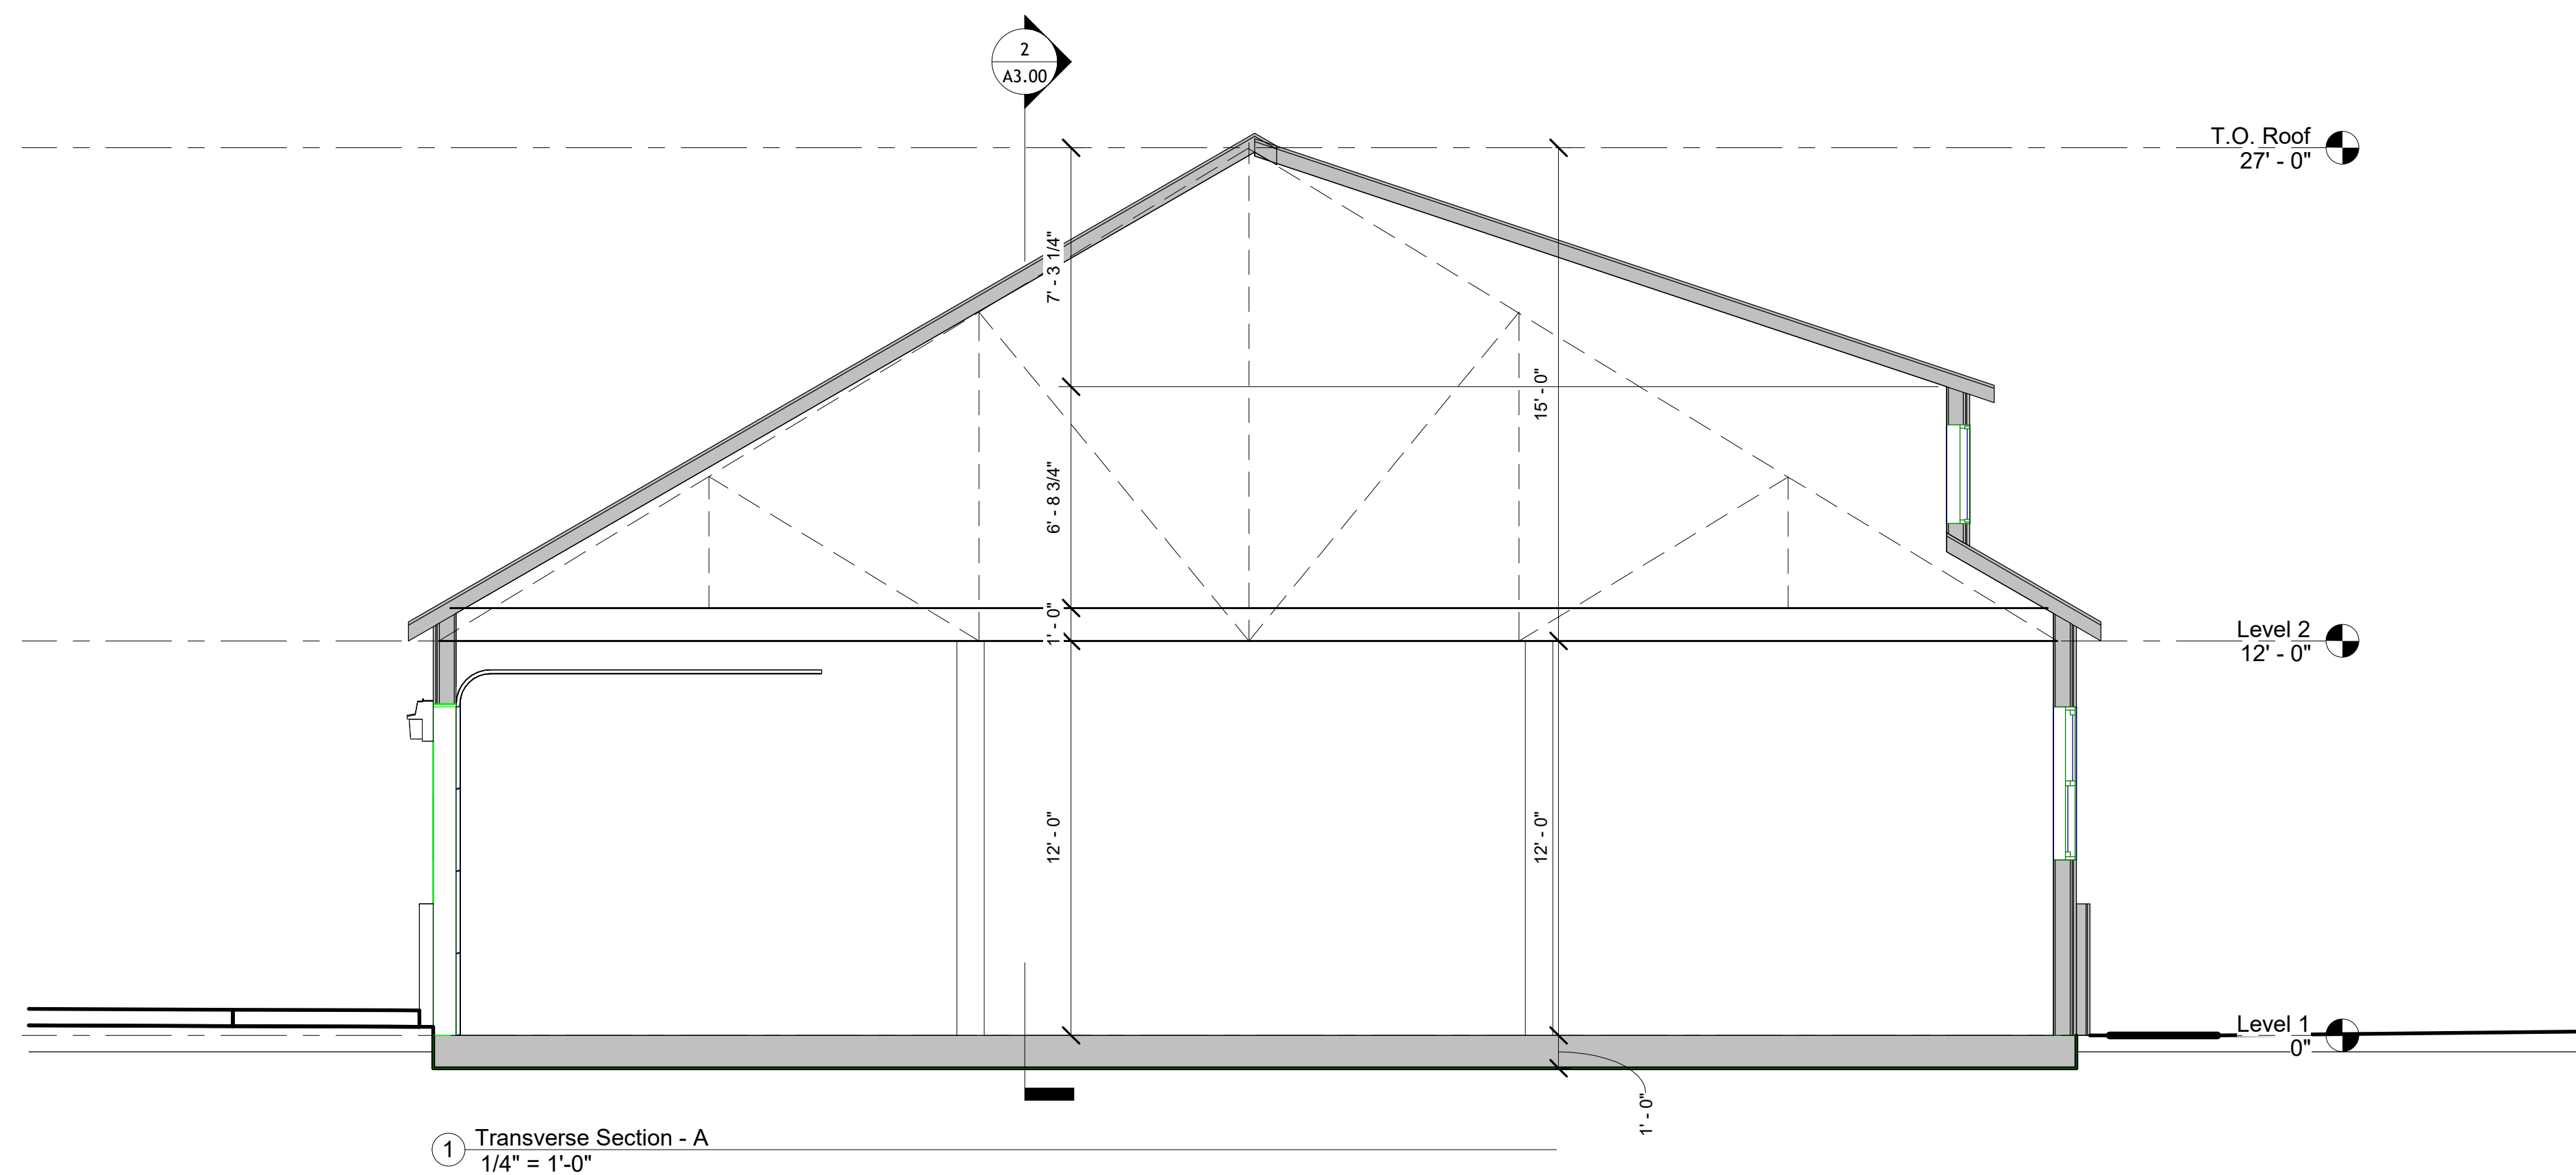 2
A3.00
T.O. Roof
27' - 0"
7' - 3 1/4"
15' - 0"
6' - 8 3/4"
1' - 0"
Level 2
12' - 0"
12' - 0"
12' - 0"
Level 1
0"
1' - 0"
1
Transverse Section - A
1/4" = 1'-0"